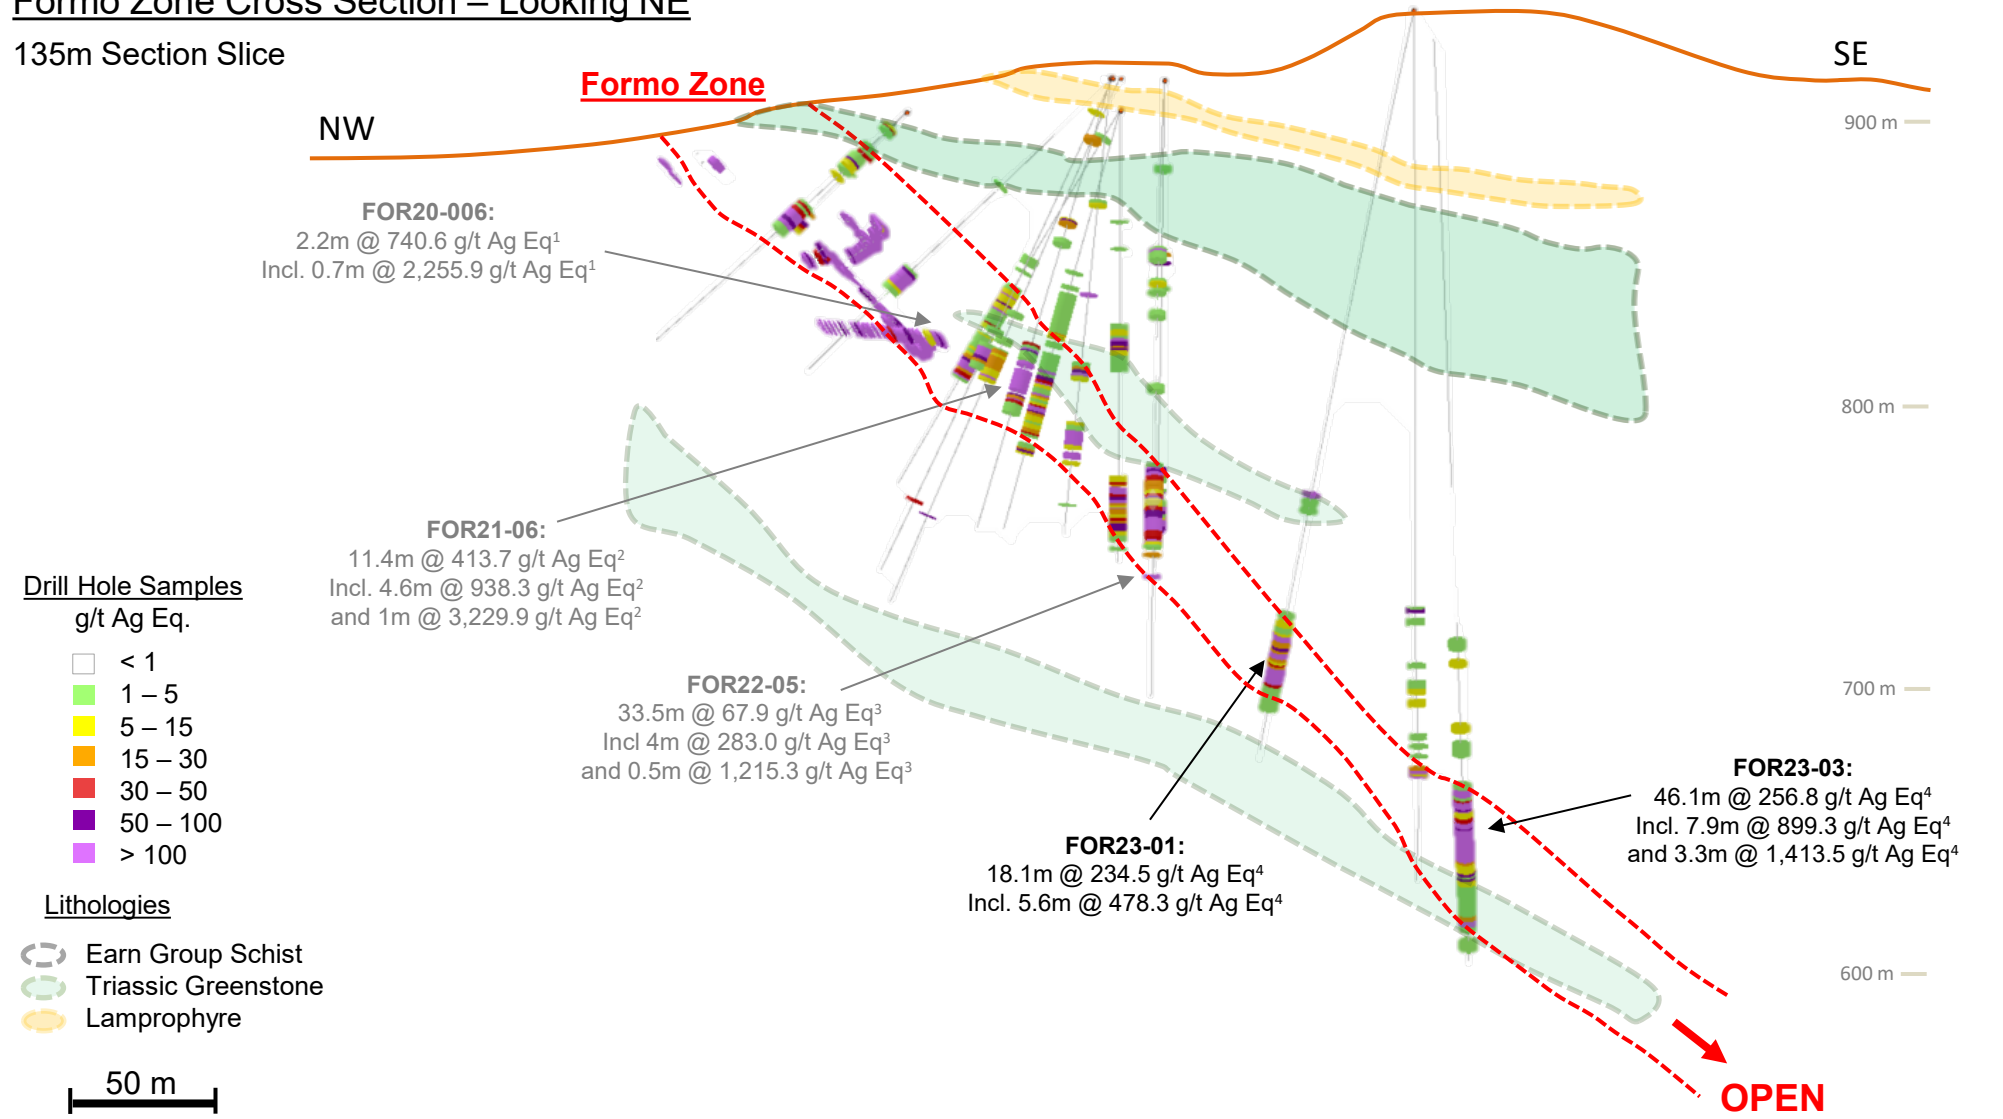 Formo Zone Cross Section – Looking NE
135m Section Slice
Formo Zone
NW
SE
900 m
800 m
700 m
600 m
FOR20-006:
2.2m @ 740.6 g/t Ag Eq¹
Incl. 0.7m @ 2,255.9 g/t Ag Eq¹
FOR21-06:
11.4m @ 413.7 g/t Ag Eq²
Incl. 4.6m @ 938.3 g/t Ag Eq²
and 1m @ 3,229.9 g/t Ag Eq²
FOR22-05:
33.5m @ 67.9 g/t Ag Eq³
Incl 4m @ 283.0 g/t Ag Eq³
and 0.5m @ 1,215.3 g/t Ag Eq³
FOR23-01:
18.1m @ 234.5 g/t Ag Eq⁴
Incl. 5.6m @ 478.3 g/t Ag Eq⁴
FOR23-03:
46.1m @ 256.8 g/t Ag Eq⁴
Incl. 7.9m @ 899.3 g/t Ag Eq⁴
and 3.3m @ 1,413.5 g/t Ag Eq⁴
Drill Hole Samples
g/t Ag Eq.
< 1
1 – 5
5 – 15
15 – 30
30 – 50
50 – 100
> 100
Lithologies
Earn Group Schist
Triassic Greenstone
Lamprophyre
50 m
OPEN